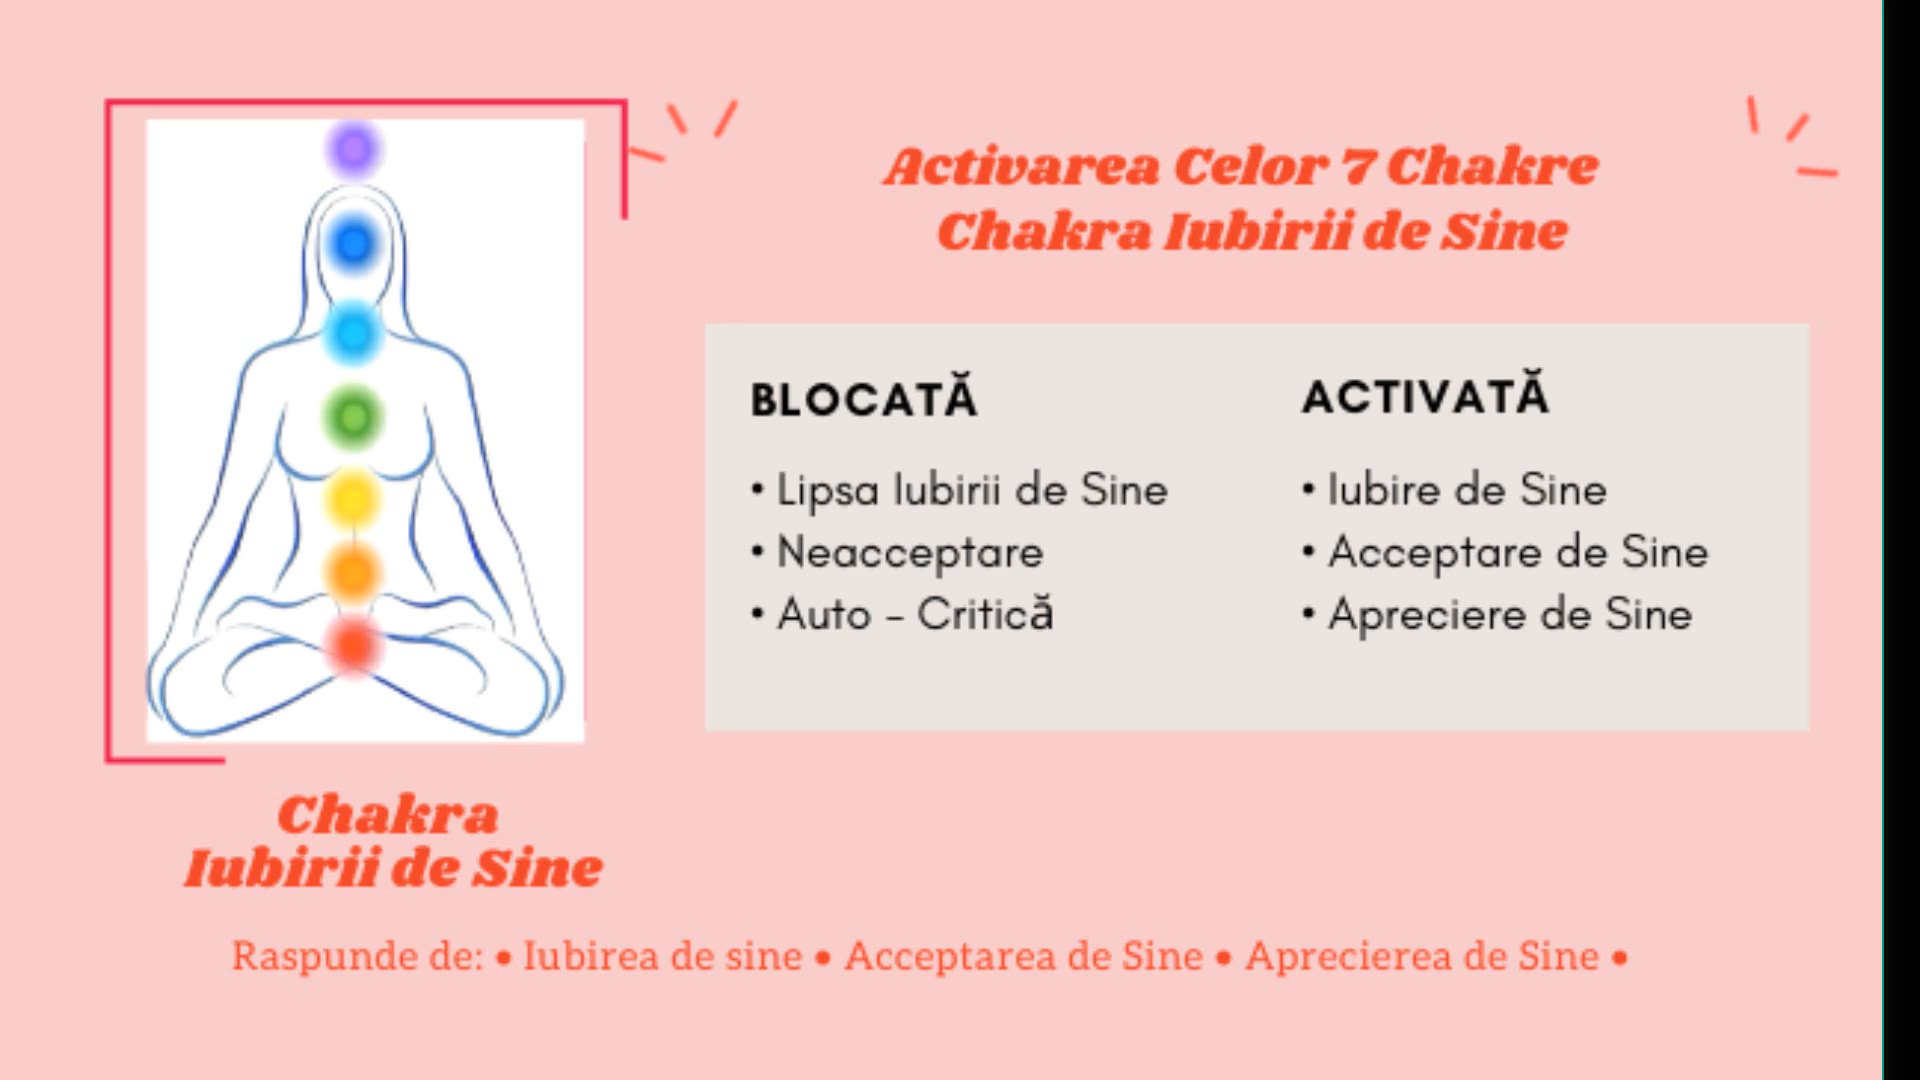 Activarea Celor 7 Chakre
Chakra Iubirii de Sine
BLOCATĂ
• Lipsa Iubirii de Sine
• Neacceptare
• Auto - Critică
ACTIVATĂ
• Iubire de Sine
• Acceptare de Sine
• Apreciere de Sine
Chakra
Iubirii de Sine
Raspunde de: • Iubirea de sine • Acceptarea de Sine • Aprecierea de Sine •